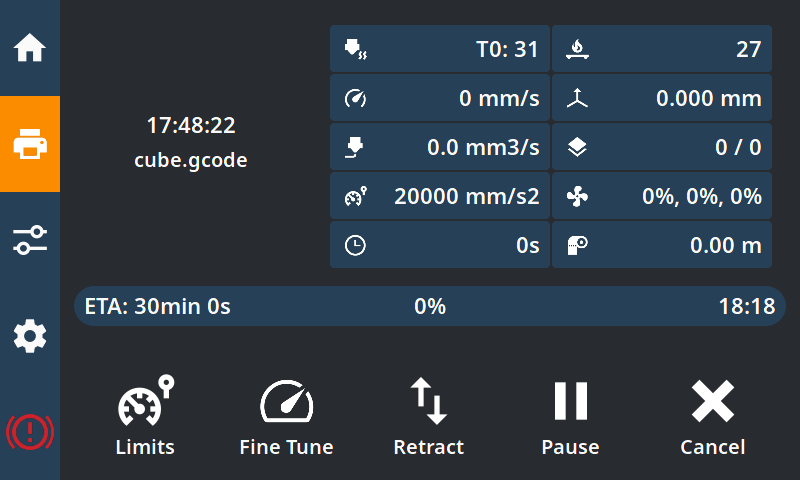 17:48:22
cube.gcode
T0: 31
27
0 mm/s
0.000 mm
0.0 mm3/s
0 / 0
20000 mm/s2
0%, 0%, 0%
0s
0.00 m
ETA: 30min 0s 0% 18:18
Limits
Fine Tune
Retract
Pause
Cancel